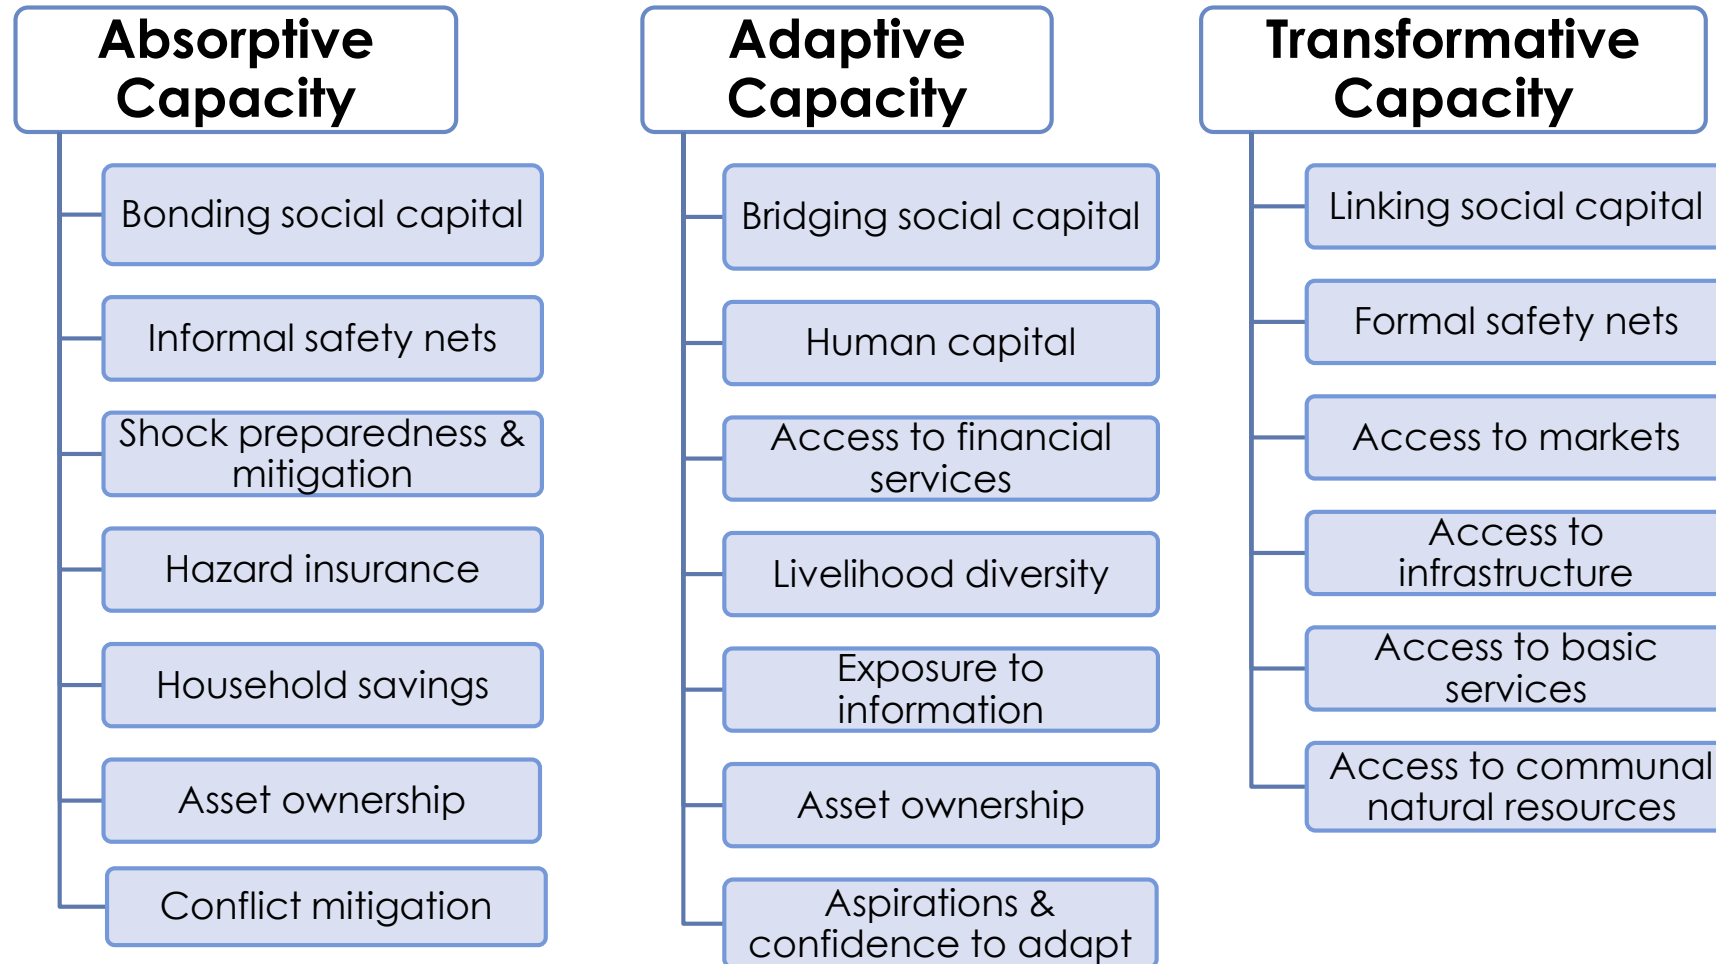 Absorptive
Capacity
Bonding social capital
Informal safety nets
Shock preparedness &
mitigation
Hazard insurance
Household savings
Asset ownership
Conflict mitigation
Adaptive
Capacity
Bridging social capital
Human capital
Access to financial
services
Livelihood diversity
Exposure to
information
Asset ownership
Aspirations &
confidence to adapt
Transformative
Capacity
Linking social capital
Formal safety nets
Access to markets
Access to
infrastructure
Access to basic
services
Access to communal
natural resources